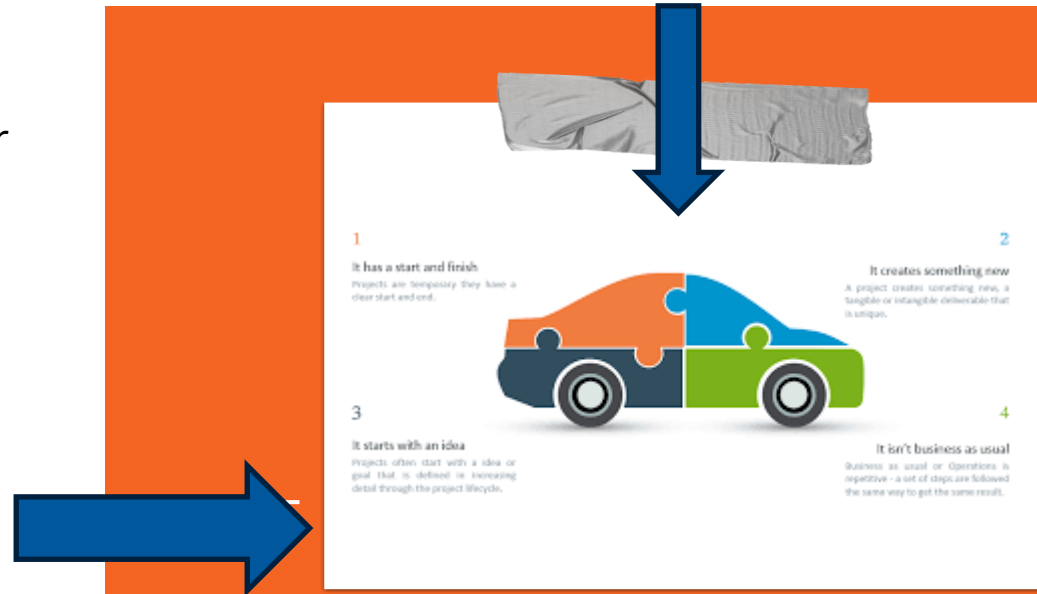 r
1
It has a start and finish
Projects are temporary they have a
clear start and end.
2
It creates something new
A project creates something new, a
tangible or intangible deliverable that
is unique.
3
It starts with an idea
Projects often start with a idea or
goal that is defined in increasing
detail through the project lifecycle.
4
It isn't business as usual
Business as usual or Operations is
repetitive - a set of steps are followed
the same way to get the same result.